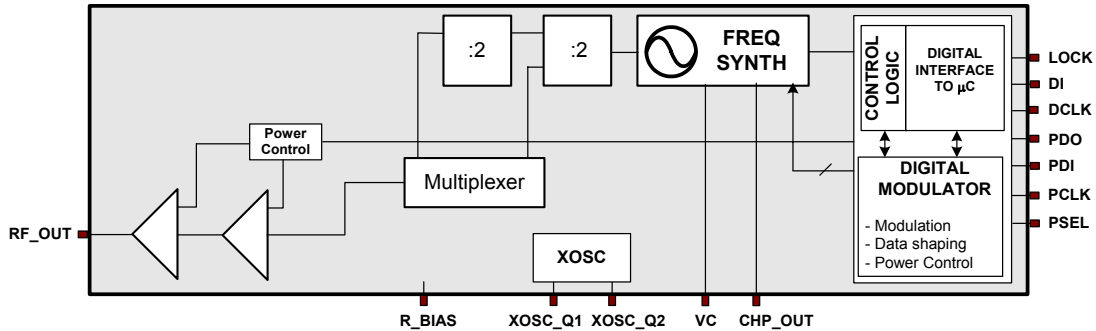 :2
:2
FREQ
SYNTH
CONTROL
LOGIC
DIGITAL
INTERFACE
TO μC
LOCK
DI
DCLK
PDO
PDI
PCLK
PSEL
Power
Control
Multiplexer
DIGITAL
MODULATOR
- Modulation
- Data shaping
- Power Control
RF_OUT
XOSC
R_BIAS
XOSC_Q1
XOSC_Q2
VC
CHP_OUT